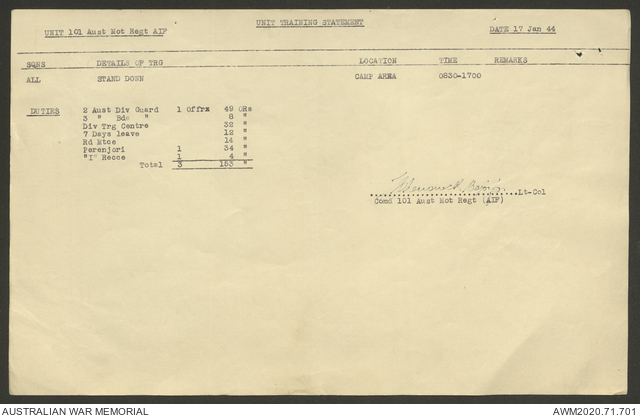 UNIT TRAINING STATEMENT
UNIT 101 Aust Mot Regt AIF DATE 17 Jan 44
SQNS DETAILS OF TRG LOCATION TIME REMARKS
ALL STAND DOWN CAMP AREA 0830-1700
DUTIES 2 Aust Div Guard 1 Offrx 49 ORs
3 " Bde " 8 "
Div Trg Centre 32 "
7 Days leave 12 "
Rd Mtce 14 "
Perenjori 1 34 "
"I" Recce 1 4 "
Total 3 153 "
Lt-Col
Comd 101 Aust Mot Regt (AIF)
AUSTRALIAN WAR MEMORIAL AWM2020.71.701